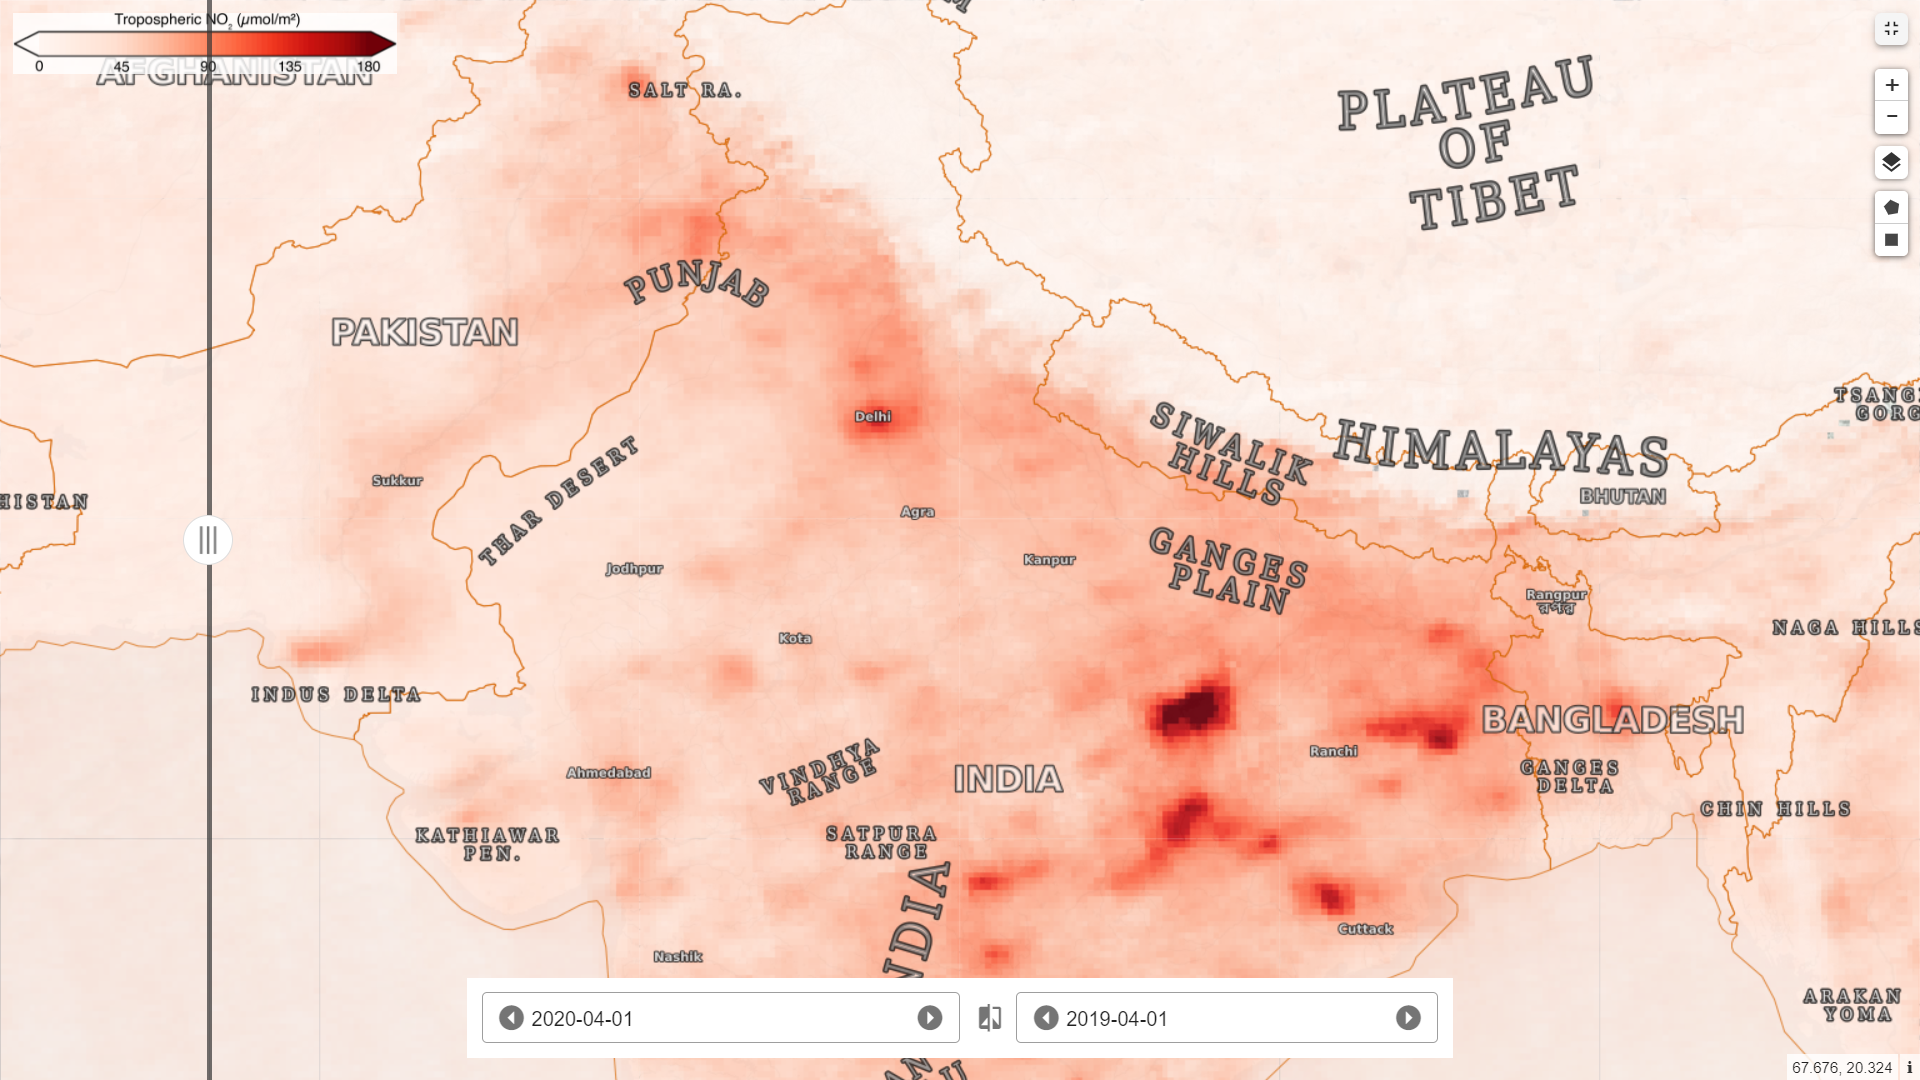 Tropospheric NO₂ (µmol/m²)
0 45 90 135 180
AFGHANISTAN
SALT RA.
PLATEAU
OF
TIBET
PUNJAB
PAKISTAN
Delhi
TSANG
GORG
SIWALIK
HILLS
HIMALAYAS
BHUTAN
Sukkur
HISTAN
THAR DESERT
Agra
Jodhpur
Kanpur
GANGES
PLAIN
Rangpur
রংপুর
NAGA HILLS
Kota
INDUS DELTA
BANGLADESH
Ranchi
Ahmedabad
VINDHYA
RANGE
INDIA
GANGES
DELTA
CHIN HILLS
KATHIAWAR
PEN.
SATPURA
RANGE
NDIA
Cuttack
Nashik
ARAKAN
YOMA
2020-04-01
2019-04-01
67.676, 20.324